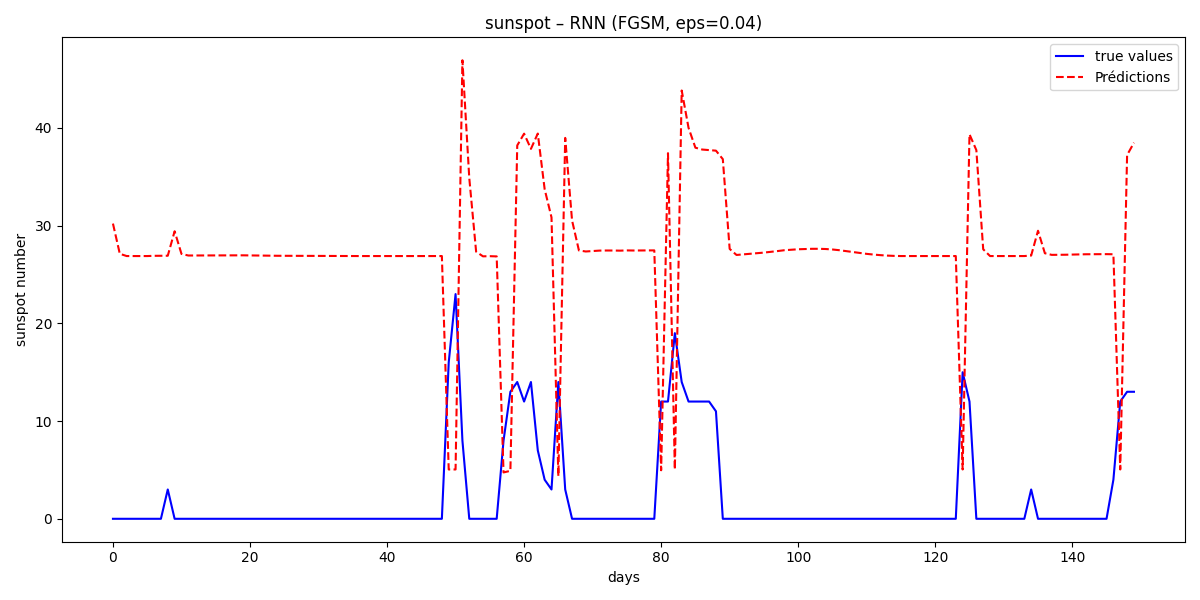 sunspot – RNN (FGSM, eps=0.04)
true values
Prédictions
sunspot number
40
30
20
10
0
0 20 40 60 80 100 120 140
days